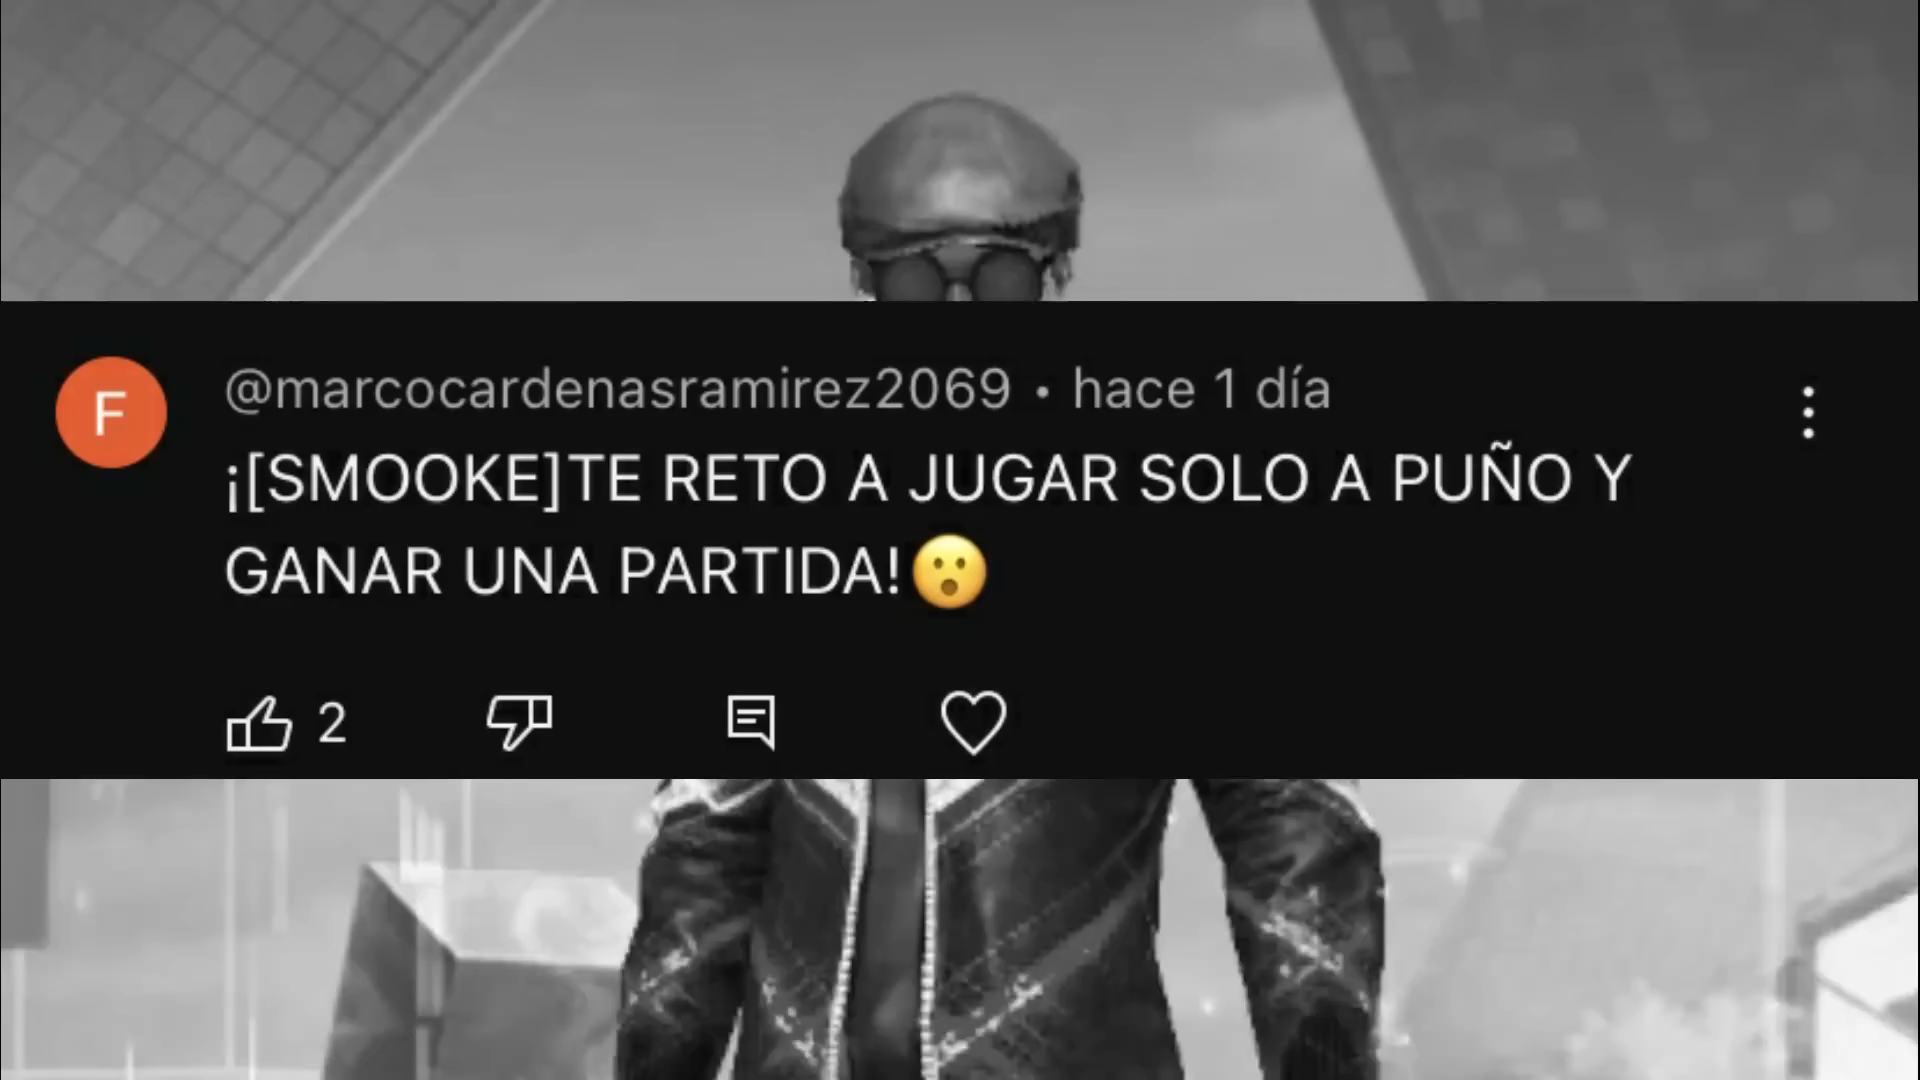 F
@marcocardenasramirez2069 • hace 1 día
¡[SMOOKE]TE RETO A JUGAR SOLO A PUÑO Y
GANAR UNA PARTIDA!😮
2